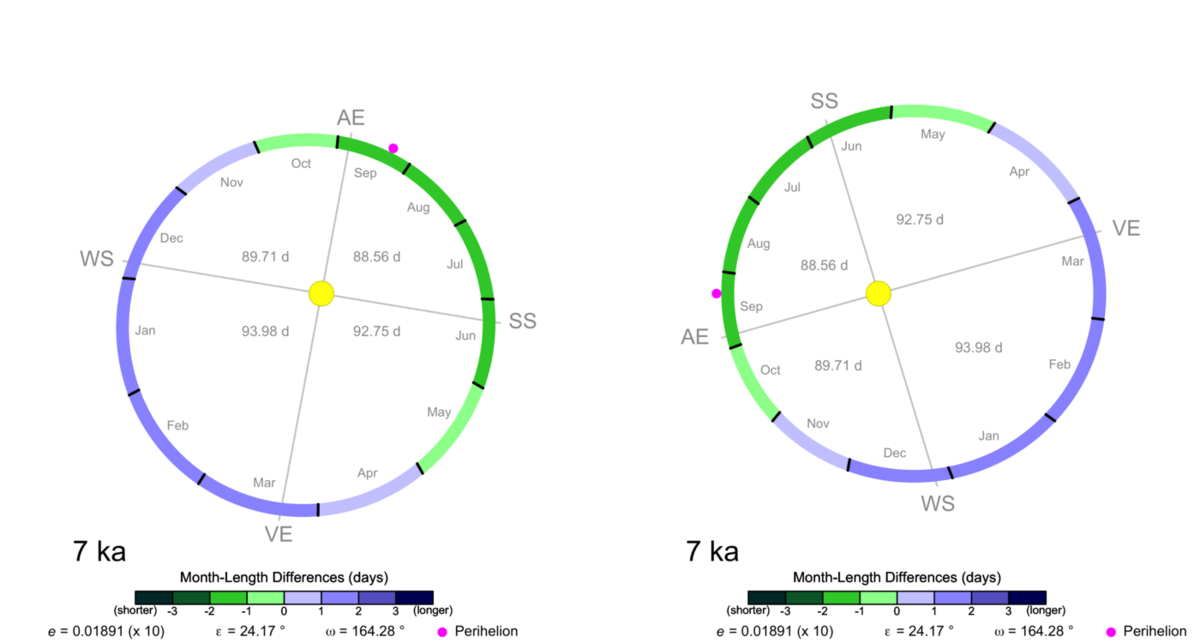 AE
Oct
Sep
Nov
Aug
Dec
89.71 d
88.56 d
WS
Jul
SS
Jan
93.98 d
92.75 d
Jun
May
Feb
Apr
Mar
VE
7 ka
Month-Length Differences (days)
(shorter) -3 -2 -1 0 1 2 3 (longer)
e = 0.01891 (x 10) ε = 24.17 ° ω = 164.28 ° Perihelion
SS
May
Jun
Apr
Jul
92.75 d
VE
Aug
Mar
88.56 d
Sep
AE
93.98 d
Oct
89.71 d
Feb
Nov
Jan
Dec
WS
7 ka
Month-Length Differences (days)
(shorter) -3 -2 -1 0 1 2 3 (longer)
e = 0.01891 (x 10) ε = 24.17 ° ω = 164.28 ° Perihelion